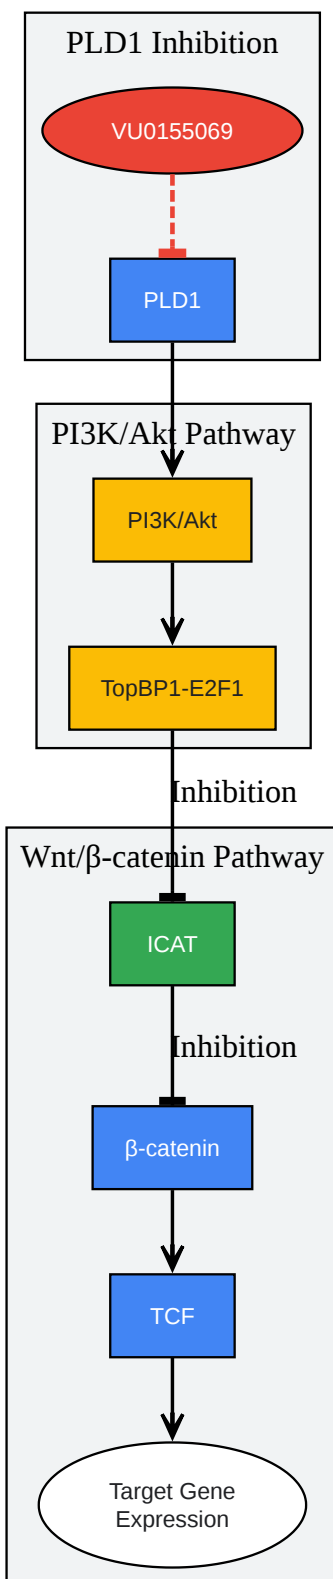 PLD1 Inhibition
VU0155069
PLD1
PI3K/Akt Pathway
PI3K/Akt
TopBP1-E2F1
Inhibition
Wnt/β-catenin Pathway
ICAT
Inhibition
β-catenin
TCF
Target Gene
Expression